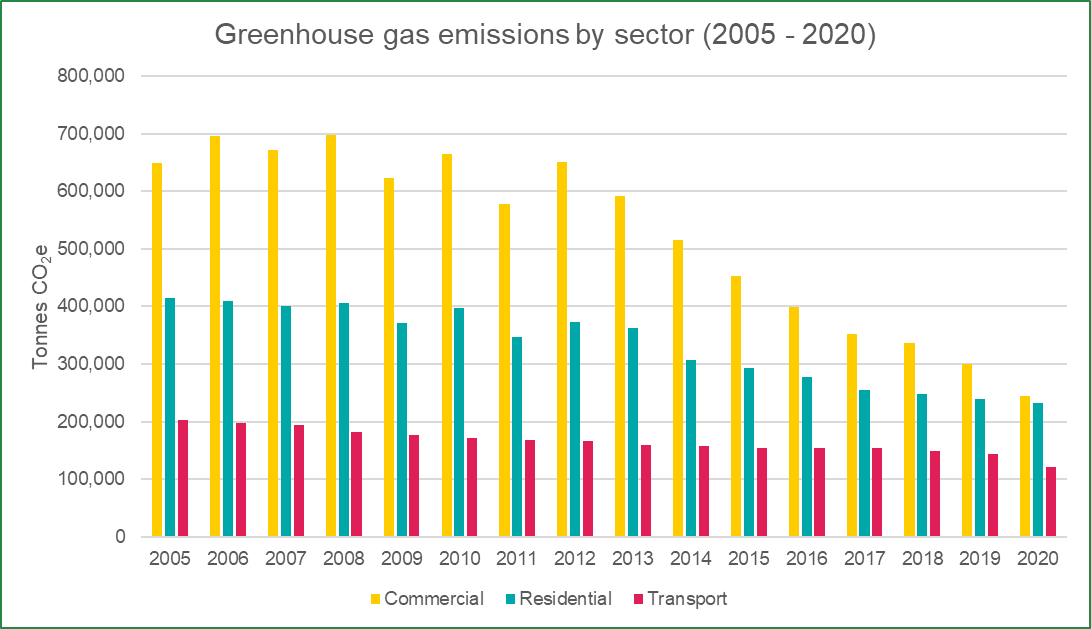 Greenhouse gas emissions by sector (2005 - 2020)
800,000
700,000
600,000
500,000
400,000
300,000
200,000
100,000
0
Tonnes CO₂e
2005 2006 2007 2008 2009 2010 2011 2012 2013 2014 2015 2016 2017 2018 2019 2020
Commercial Residential Transport